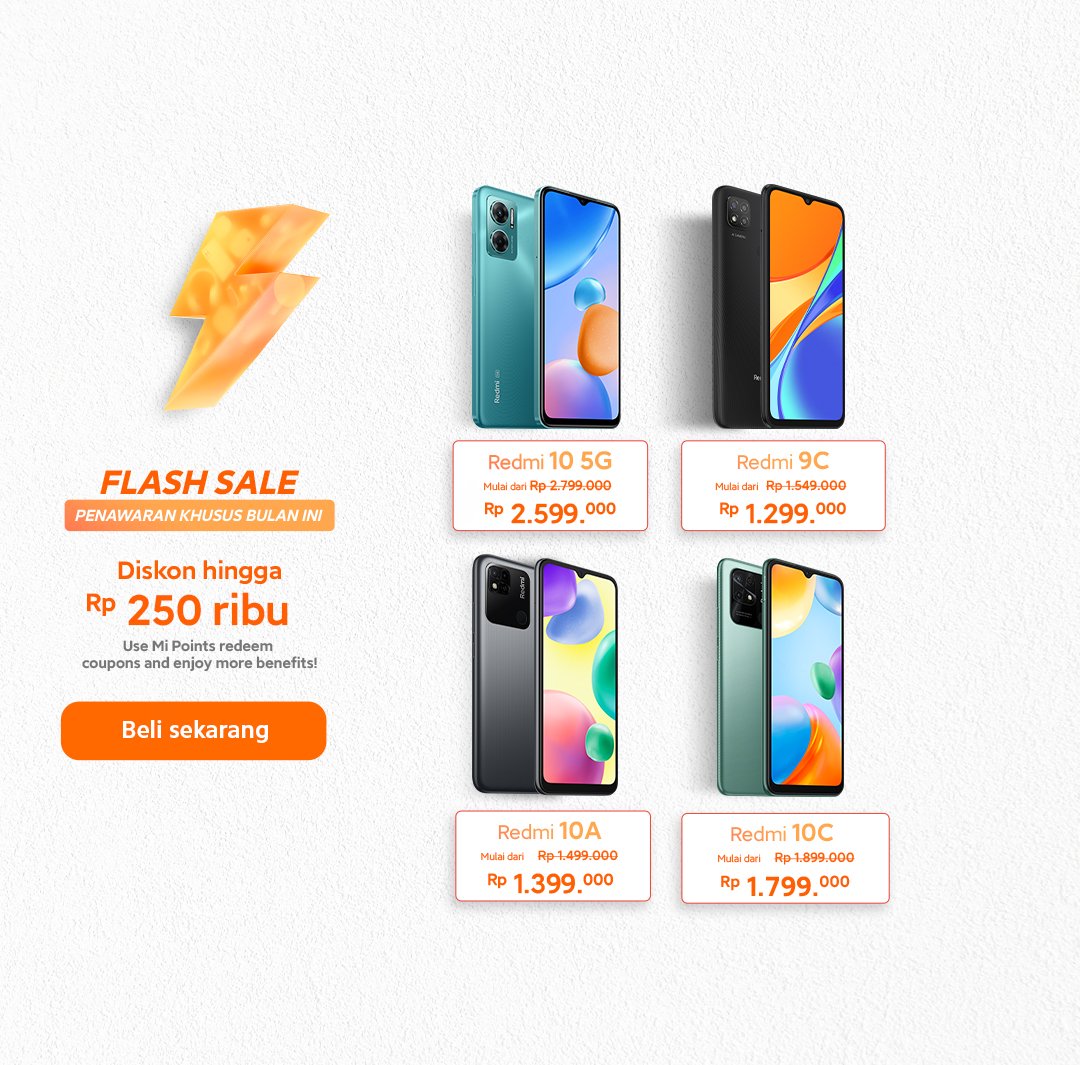 FLASH SALE
PENAWARAN KHUSUS BULAN INI
Diskon hingga
Rp 250 ribu
Use Mi Points redeem
coupons and enjoy more benefits!
Beli sekarang
Redmi
Redmi 10 5G
Mulai dari Rp 2.799.000
Rp 2.599.000
Redmi 9C
Mulai dari Rp 1.549.000
Rp 1.299.000
Redmi
Redmi 10A
Mulai dari Rp 1.499.000
Rp 1.399.000
Redmi 10C
Mulai dari Rp 1.899.000
Rp 1.799.000